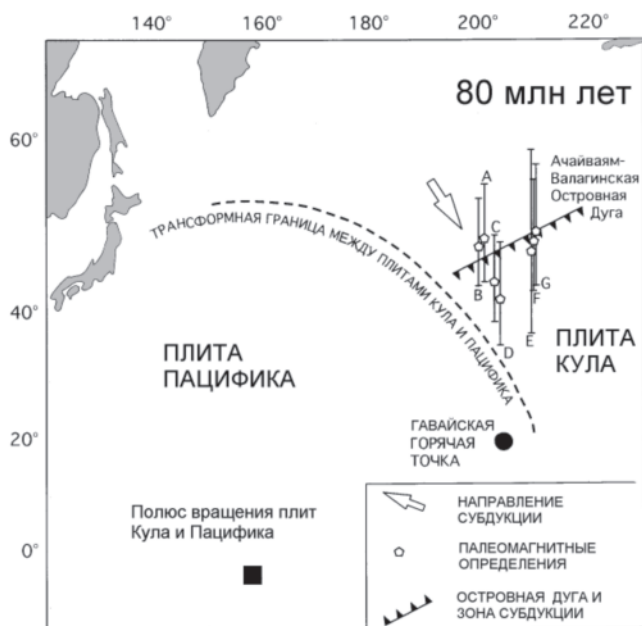 140° 160° 180° 200° 220°
80 млн лет
60°
40°
20°
0°
Ачайваям-
Валагинская
Островная
Дуга
A
C
B
G
F
D
E
ТРАНСФОРМНАЯ ГРАНИЦА МЕЖДУ ПЛИТАМИ КУЛА И ПАЦИФИКА
ПЛИТА
ПАЦИФИКА
ПЛИТА
КУЛА
ГАВАЙСКАЯ
ГОРЯЧАЯ
ТОЧКА
Полюс вращения плит
Кула и Пацифика
НАПРАВЛЕНИЕ
СУБДУКЦИИ
ПАЛЕОМАГНИТНЫЕ
ОПРЕДЕЛЕНИЯ
ОСТРОВНАЯ ДУГА И
ЗОНА СУБДУКЦИИ